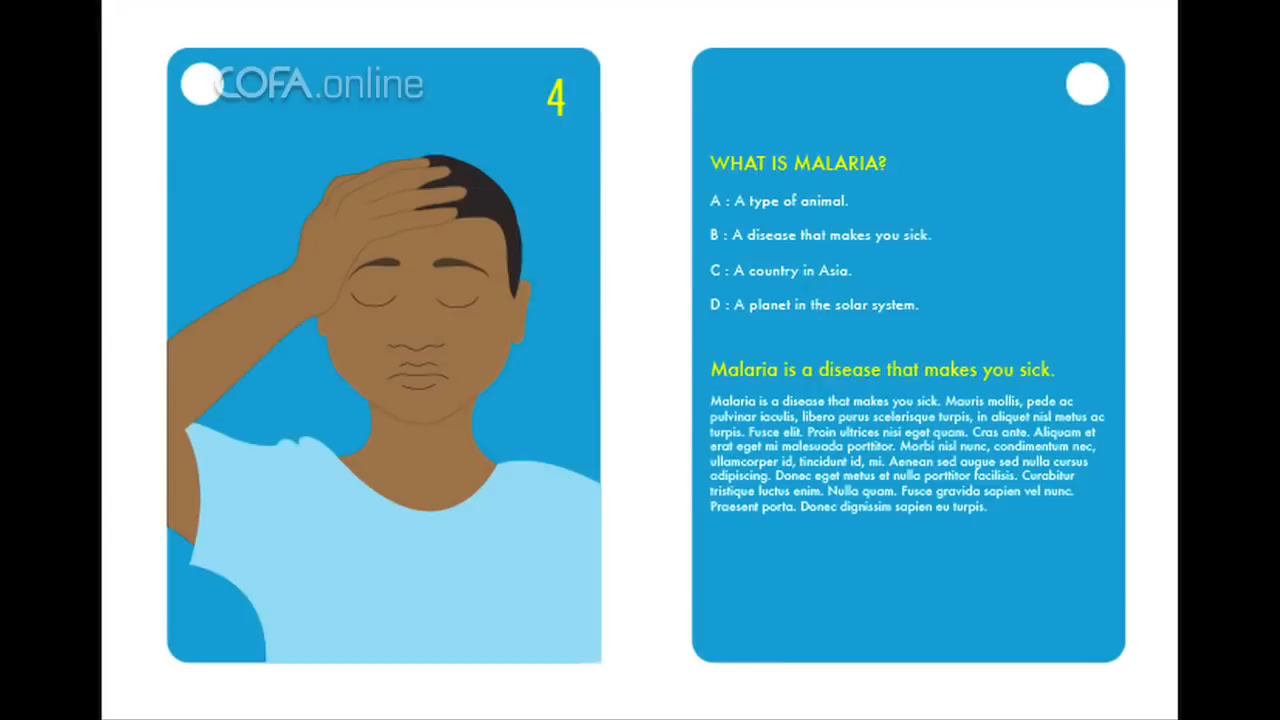 COFA.online
4
WHAT IS MALARIA?
A : A type of animal.
B : A disease that makes you sick.
C : A country in Asia.
D : A planet in the solar system.
Malaria is a disease that makes you sick.
Malaria is a disease that makes you sick. Mauris mollis, pede ac
pulvinar iaculis, libero purus scelerisque turpis, in aliquet nisl metus ac
turpis. Fusce elit. Proin ultrices nisi eget quam. Cras ante. Aliquam et
erat eget mi malesuada porttitor. Morbi nisl nunc, condimentum nec,
ullamcorper id, tincidunt id, mi. Aenean sed augue sed nulla cursus
adipiscing. Donec eget metus et nulla porttitor facilisis. Curabitur
tristique luctus enim. Nulla quam. Fusce gravida sapien vel nunc.
Praesent porta. Donec dignissim sapien eu turpis.